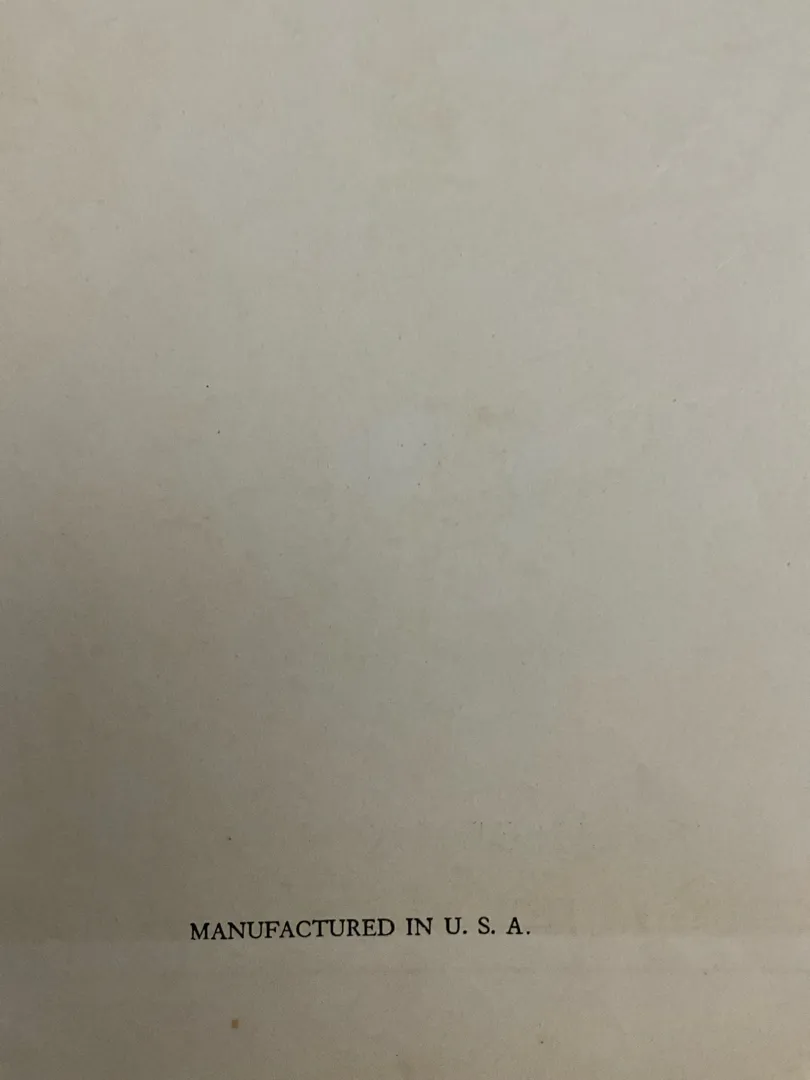 MANUFACTURED IN U. S. A.